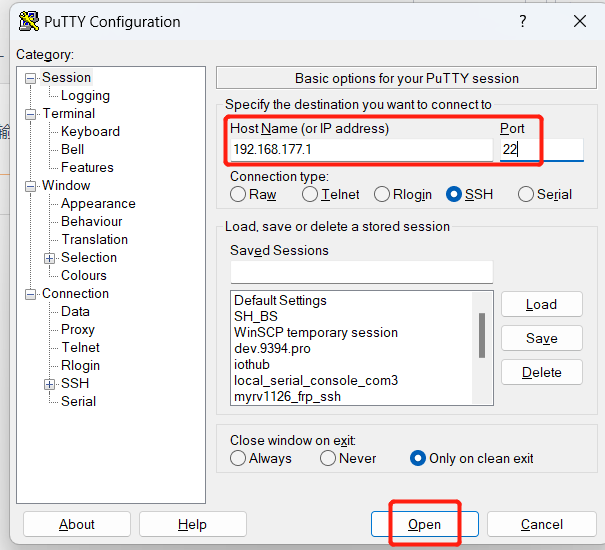 PuTTY Configuration
?
Category:
Session
Logging
Terminal
Keyboard
Bell
Features
Window
Appearance
Behaviour
Translation
Selection
Colours
Connection
Data
Proxy
Telnet
Rlogin
SSH
Serial
Basic options for your PuTTY session
Specify the destination you want to connect to
Host Name (or IP address) Port
192.168.177.1 22
Connection type:
Raw Telnet Rlogin SSH Serial
Load, save or delete a stored session
Saved Sessions
Default Settings
SH_BS
WinSCP temporary session
dev.9394.pro
iothub
local_serial_console_com3
myrv1126_frp_ssh
Load
Save
Delete
Close window on exit:
Always Never Only on clean exit
About Help Open Cancel